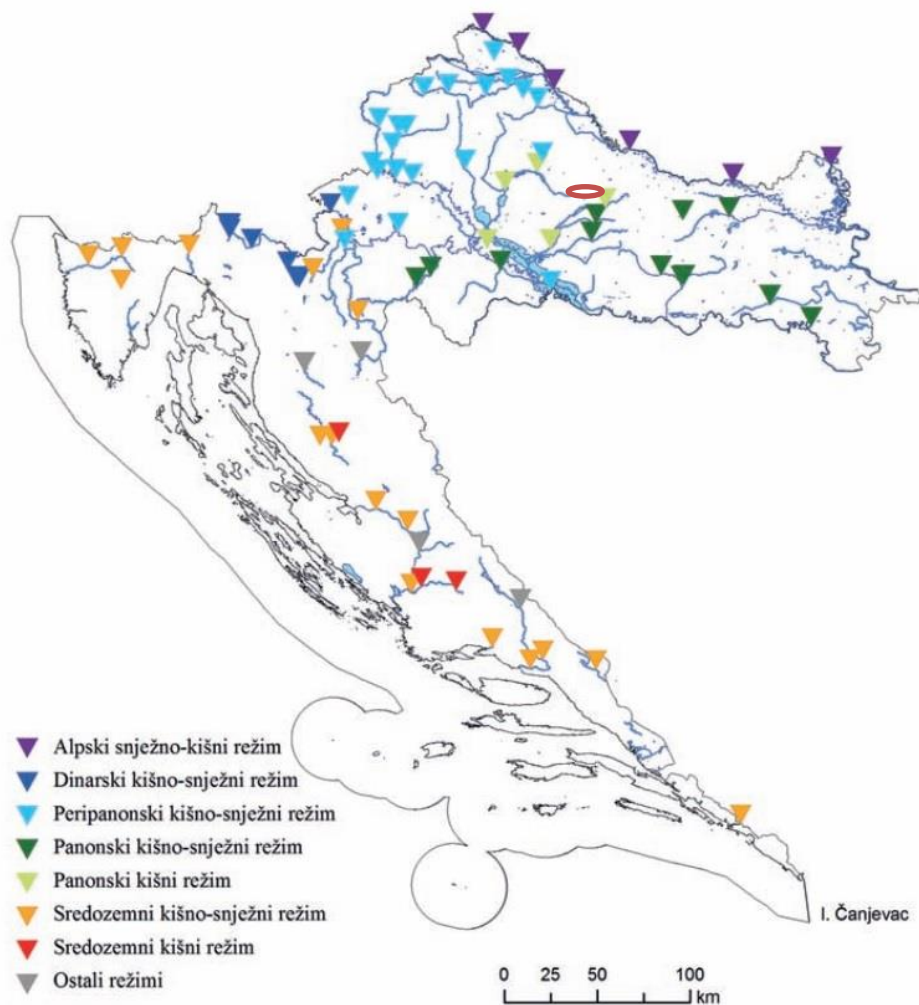 Alpski snježno-kišni režim
Dinarski kišno-snježni režim
Peripanonski kišno-snježni režim
Panonski kišno-snježni režim
Panonski kišni režim
Sredozemni kišno-snježni režim
Sredozemni kišni režim
Ostali režimi
I. Čanjevac
0 25 50 100
km